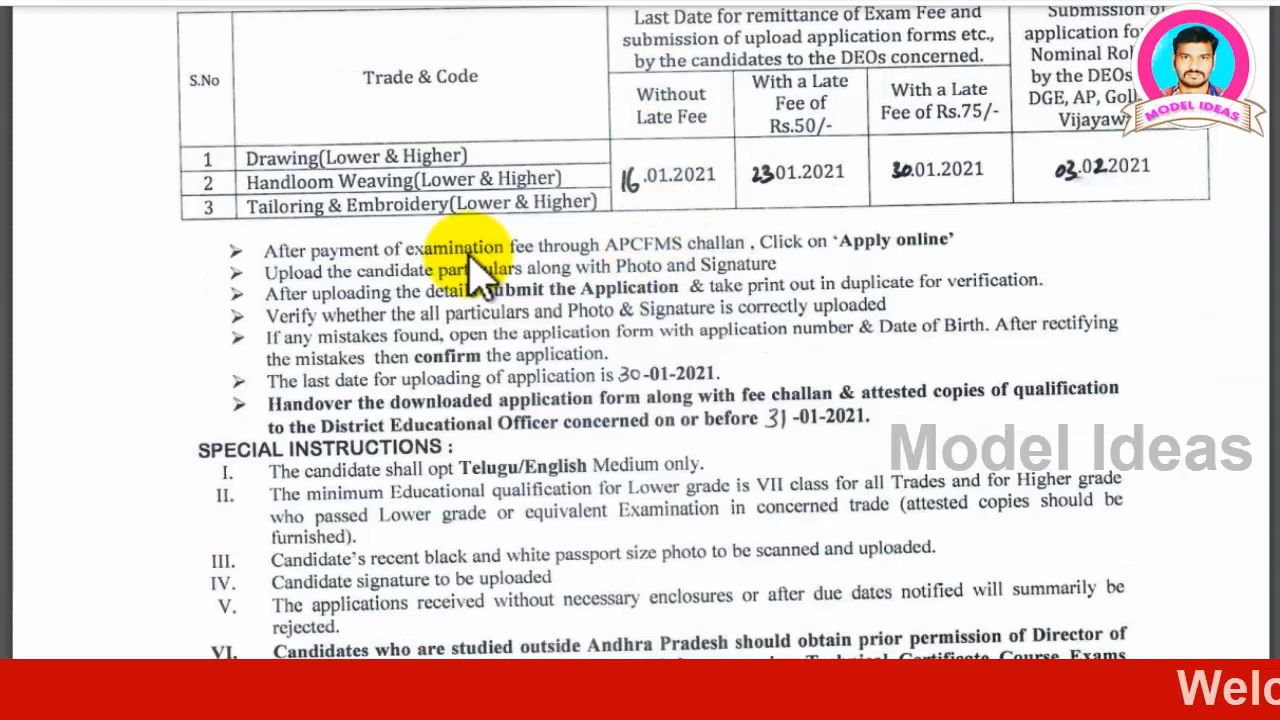 Last Date for remittance of Exam Fee and
submission of upload application forms etc.,
by the candidates to the DEOs concerned.
Submission of
application for
Nominal Rol
by the DEOs
DGE, AP, Goll
Vijayaw
S.No
Trade & Code
Without
Late Fee
With a Late
Fee of
Rs.50/-
With a Late
Fee of Rs.75/-
MODEL IDEAS
1 Drawing(Lower & Higher)
2 Handloom Weaving(Lower & Higher)
3 Tailoring & Embroidery(Lower & Higher)
16.01.2021 23.01.2021 30.01.2021 03.02.2021
➢ After payment of examination fee through APCFMS challan , Click on ‘Apply online’
➢ Upload the candidate particulars along with Photo and Signature
➢ After uploading the detail submit the Application & take print out in duplicate for verification.
➢ Verify whether the all particulars and Photo & Signature is correctly uploaded
➢ If any mistakes found, open the application form with application number & Date of Birth. After rectifying
the mistakes then confirm the application.
➢ The last date for uploading of application is 30-01-2021.
➢ Handover the downloaded application form along with fee challan & attested copies of qualification
to the District Educational Officer concerned on or before 31-01-2021.
Model Ideas
SPECIAL INSTRUCTIONS :
I. The candidate shall opt Telugu/English Medium only.
II. The minimum Educational qualification for Lower grade is VII class for all Trades and for Higher grade
who passed Lower grade or equivalent Examination in concerned trade (attested copies should be
furnished).
III. Candidate’s recent black and white passport size photo to be scanned and uploaded.
IV. Candidate signature to be uploaded
V. The applications received without necessary enclosures or after due dates notified will summarily be
rejected.
VI. Candidates who are studied outside Andhra Pradesh should obtain prior permission of Director of
Technical Certificate Course Exams
Welc